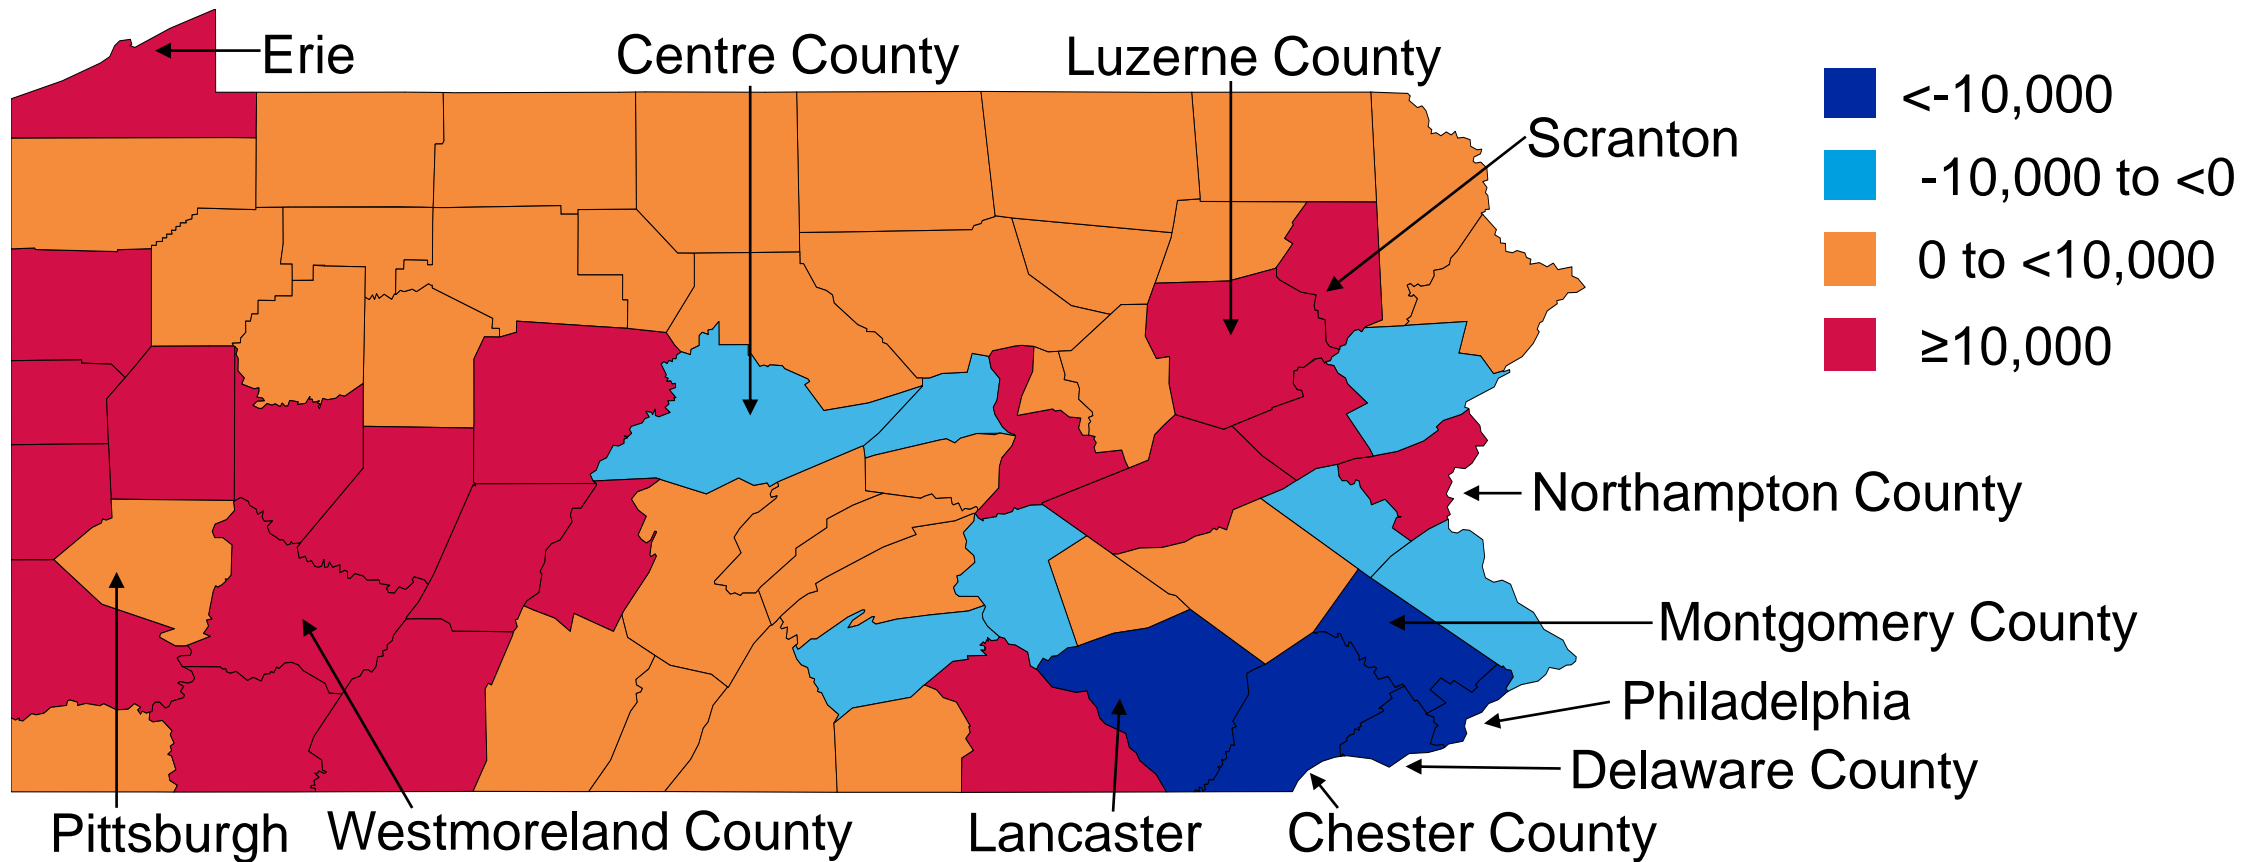 Erie
Centre County
Luzerne County
Scranton
<-10,000
-10,000 to <0
0 to <10,000
≥10,000
Northampton County
Montgomery County
Philadelphia
Delaware County
Pittsburgh
Westmoreland County
Lancaster
Chester County